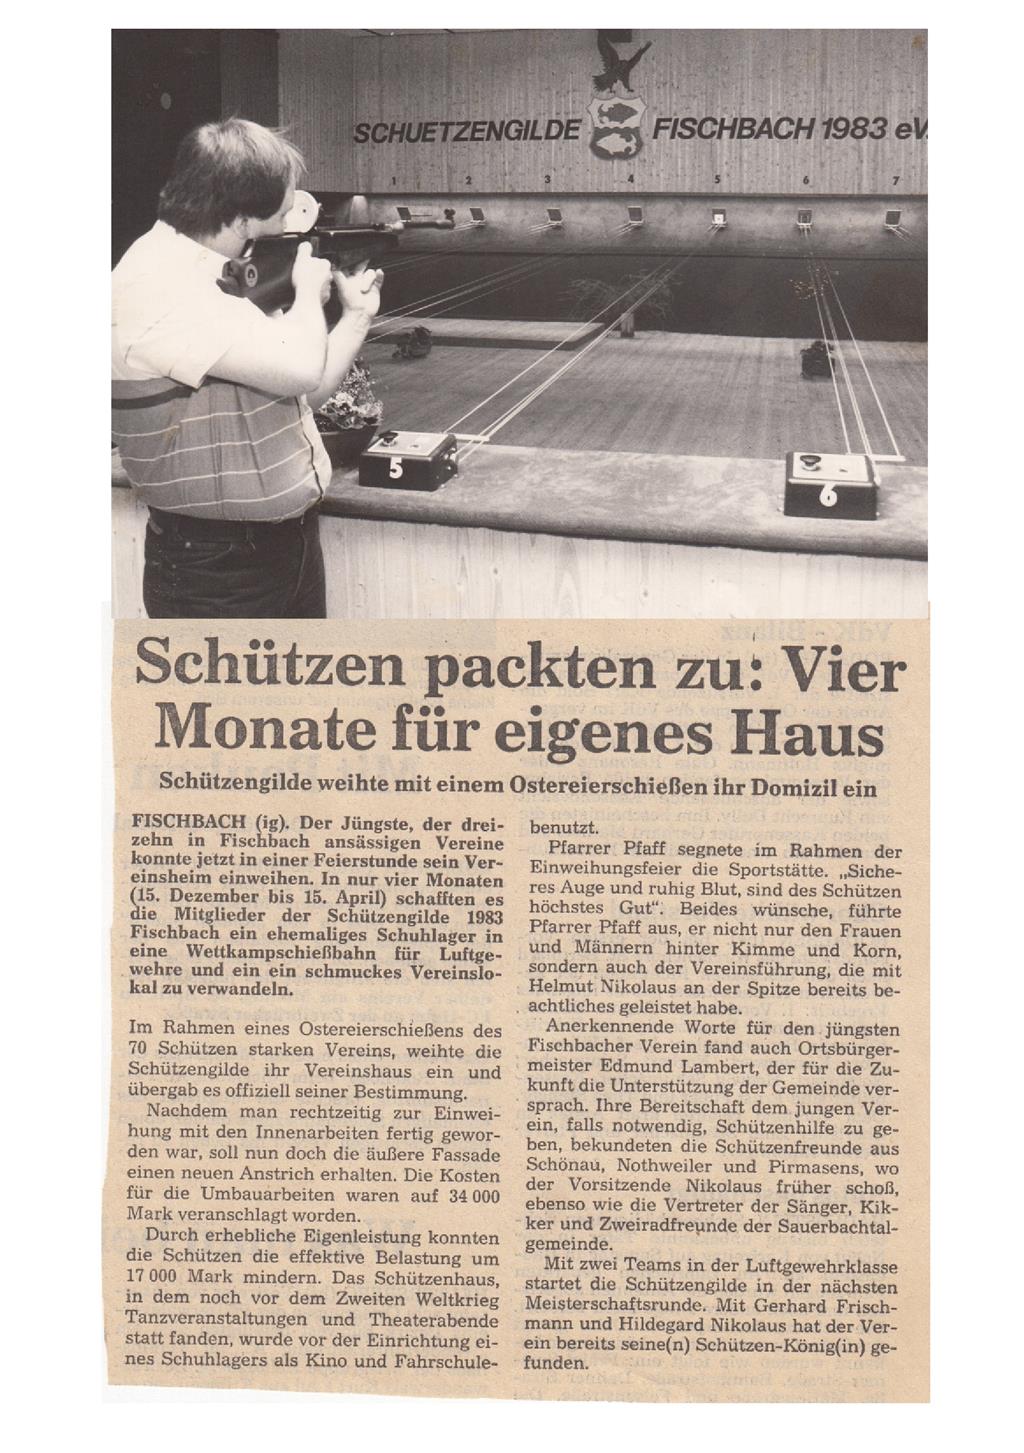 SCHUETZENGILDE FISCHBACH 1983 eV.
1 2 3 4 5 6 7
5
6
Schützen packten zu: Vier
Monate für eigenes Haus
Schützengilde weihte mit einem Ostereierschießen ihr Domizil ein
FISCHBACH (ig). Der Jüngste, der drei-
zehn in Fischbach ansässigen Vereine
konnte jetzt in einer Feierstunde sein Ver-
einsheim einweihen. In nur vier Monaten
(15. Dezember bis 15. April) schafften es
die Mitglieder der Schützengilde 1983
Fischbach ein ehemaliges Schuhlager in
eine Wettkampschießbahn für Luftge-
wehre und ein ein schmuckes Vereinslo-
kal zu verwandeln.
Im Rahmen eines Ostereierschießens des
70 Schützen starken Vereins, weihte die
Schützengilde ihr Vereinshaus ein und
übergab es offiziell seiner Bestimmung.
Nachdem man rechtzeitig zur Einwei-
hung mit den Innenarbeiten fertig gewor-
den war, soll nun doch die äußere Fassade
einen neuen Anstrich erhalten. Die Kosten
für die Umbauarbeiten waren auf 34 000
Mark veranschlagt worden.
Durch erhebliche Eigenleistung konnten
die Schützen die effektive Belastung um
17 000 Mark mindern. Das Schützenhaus,
in dem noch vor dem Zweiten Weltkrieg
Tanzveranstaltungen und Theaterabende
statt fanden, wurde vor der Einrichtung ei-
nes Schuhlagers als Kino und Fahrschule-
benutzt.
Pfarrer Pfaff segnete im Rahmen der
Einweihungsfeier die Sportstätte. „Siche-
res Auge und ruhig Blut, sind des Schützen
höchstes Gut“. Beides wünsche, führte
Pfarrer Pfaff aus, er nicht nur den Frauen
und Männern hinter Kimme und Korn,
sondern auch der Vereinsführung, die mit
Helmut Nikolaus an der Spitze bereits be-
achtliches geleistet habe.
Anerkennende Worte für den jüngsten
Fischbacher Verein fand auch Ortsbürger-
meister Edmund Lambert, der für die Zu-
kunft die Unterstützung der Gemeinde ver-
sprach. Ihre Bereitschaft dem jungen Ver-
ein, falls notwendig, Schützenhilfe zu ge-
ben, bekundeten die Schützenfreunde aus
Schönau, Nothweiler und Pirmasens, wo
der Vorsitzende Nikolaus früher schoß,
ebenso wie die Vertreter der Sänger, Kik-
ker und Zweiradfreunde der Sauerbachtal-
gemeinde.
Mit zwei Teams in der Luftgewehrklasse
startet die Schützengilde in der nächsten
Meisterschaftsrunde. Mit Gerhard Frisch-
mann und Hildegard Nikolaus hat der Ver-
ein bereits seine(n) Schützen-König(in) ge-
funden.